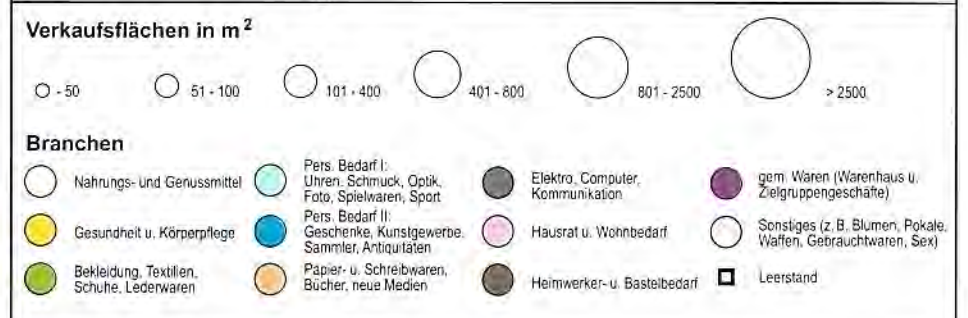 Verkaufsflächen in m²
- 50
51 - 100
101 - 400
401 - 800
801 - 2500
> 2500
Branchen
Nahrungs- und Genussmittel
Gesundheit u. Körperpflege
Bekleidung, Textilien,
Schuhe, Lederwaren
Pers. Bedarf I:
Uhren, Schmuck, Optik,
Foto, Spielwaren, Sport
Pers. Bedarf II:
Geschenke, Kunstgewerbe,
Sammler, Antiquitäten
Papier- u. Schreibwaren,
Bücher, neue Medien
Elektro, Computer,
Kommunikation
Hausrat u. Wohnbedarf
Heimwerker- u. Bastelbedarf
gem. Waren (Warenhaus u.
Zielgruppengeschäfte)
Sonstiges (z. B. Blumen, Pokale,
Waffen, Gebrauchtwaren, Sex)
Leerstand